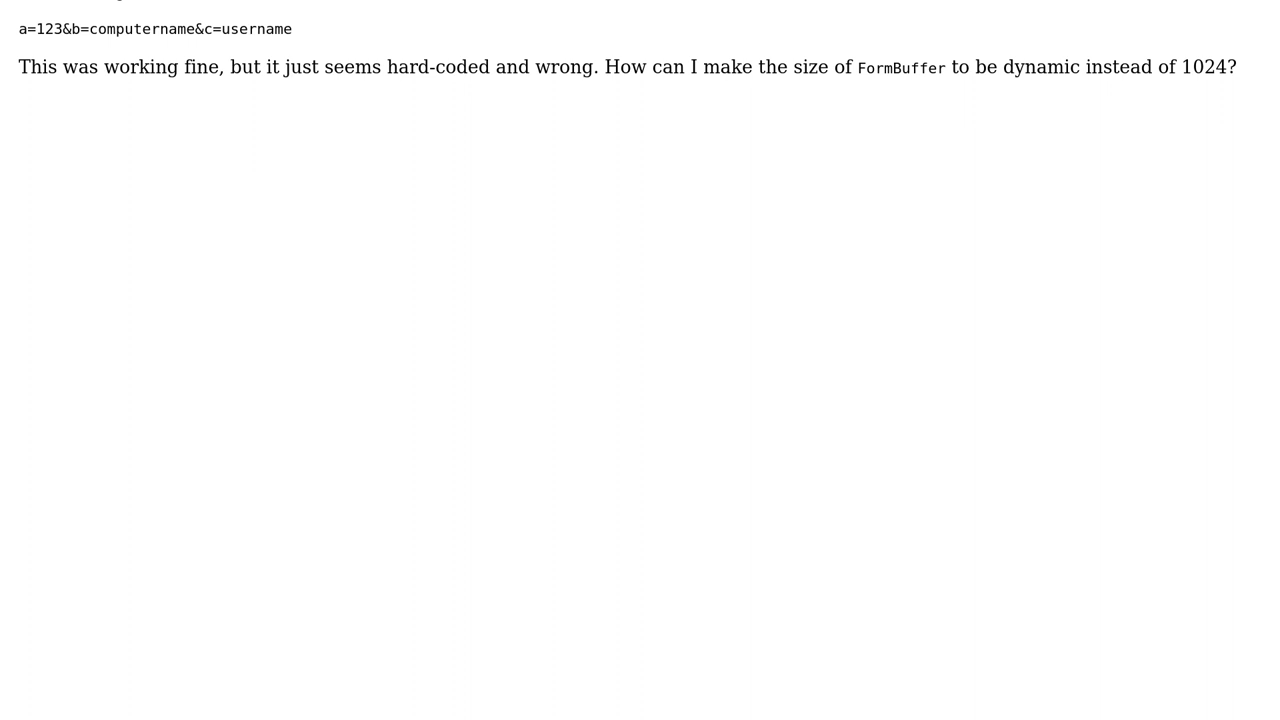 a=123&b=computername&c=username
This was working fine, but it just seems hard-coded and wrong. How can I make the size of FormBuffer to be dynamic instead of 1024?